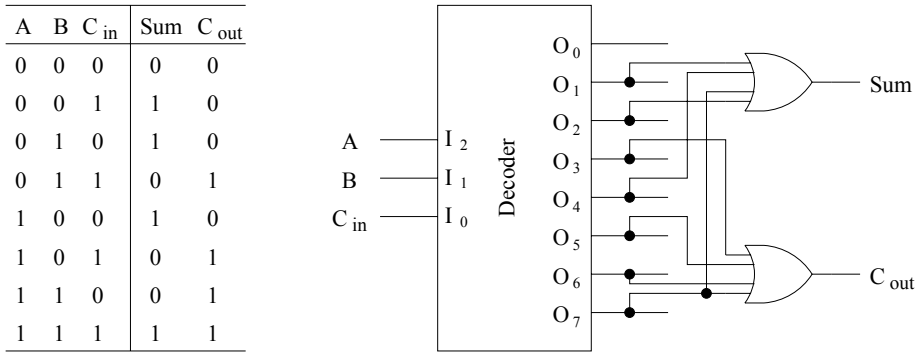 A B C in Sum C out
0 0 0 0 0
0 0 1 1 0
0 1 0 1 0
0 1 1 0 1
1 0 0 1 0
1 0 1 0 1
1 1 0 0 1
1 1 1 1 1
A
B
C in
I 2
I 1
I 0
Decoder
O 0
O 1
O 2
O 3
O 4
O 5
O 6
O 7
Sum
C out